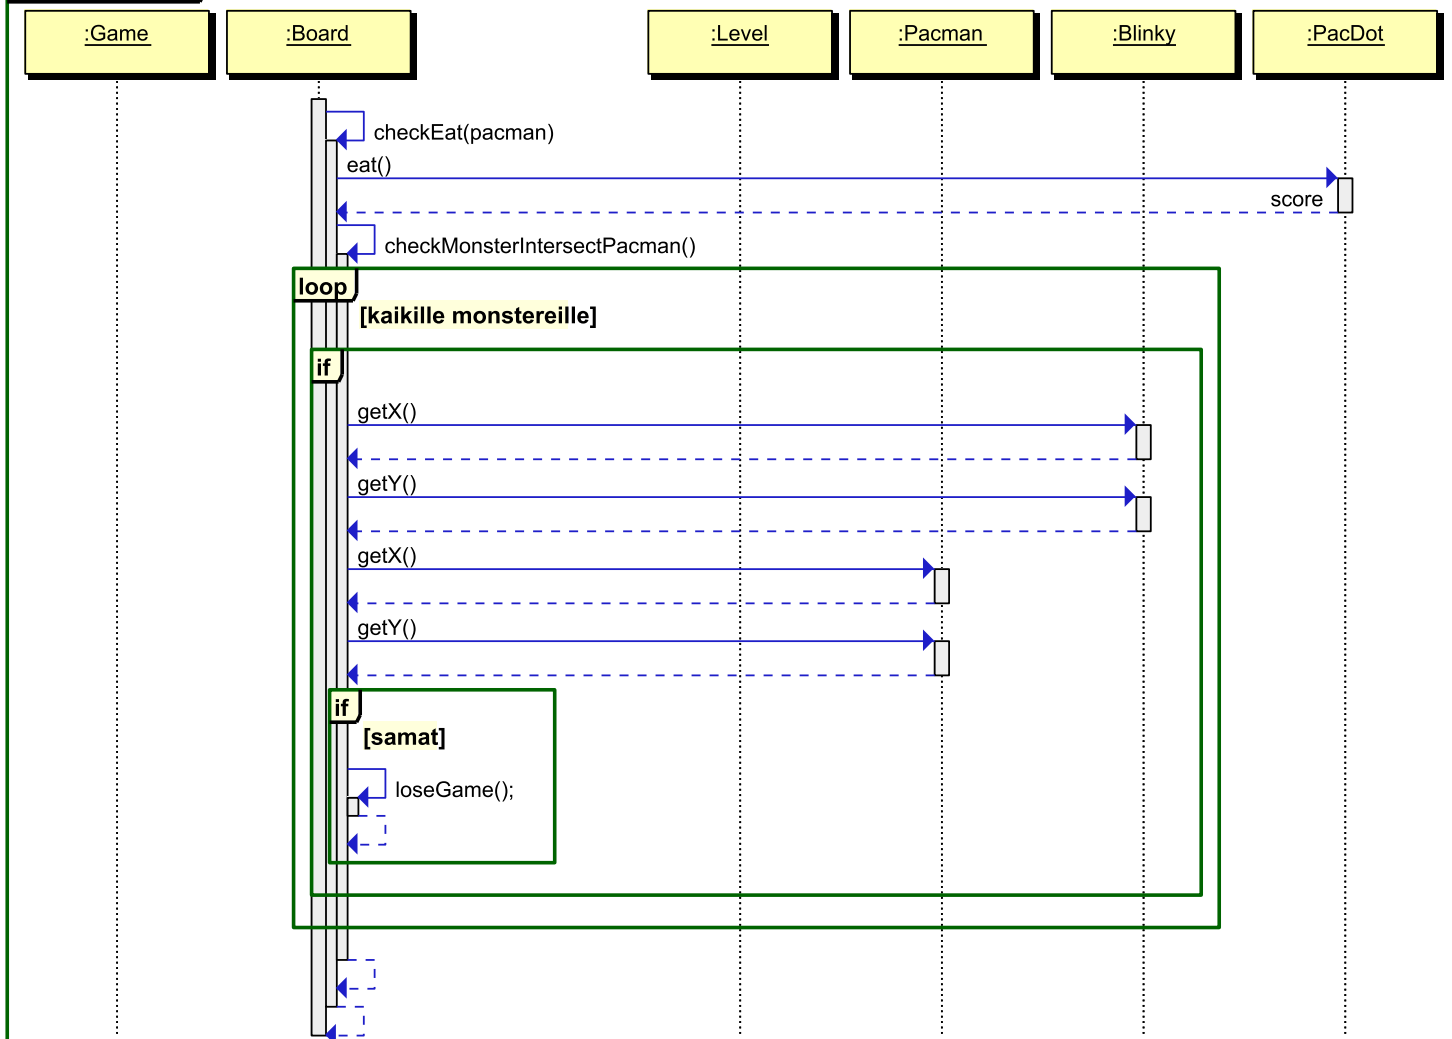 :Game
:Board
:Level
:Pacman
:Blinky
:PacDot
checkEat(pacman)
eat()
score
checkMonsterIntersectPacman()
loop
[kaikille monstereille]
if
getX()
getY()
getX()
getY()
if
[samat]
loseGame();